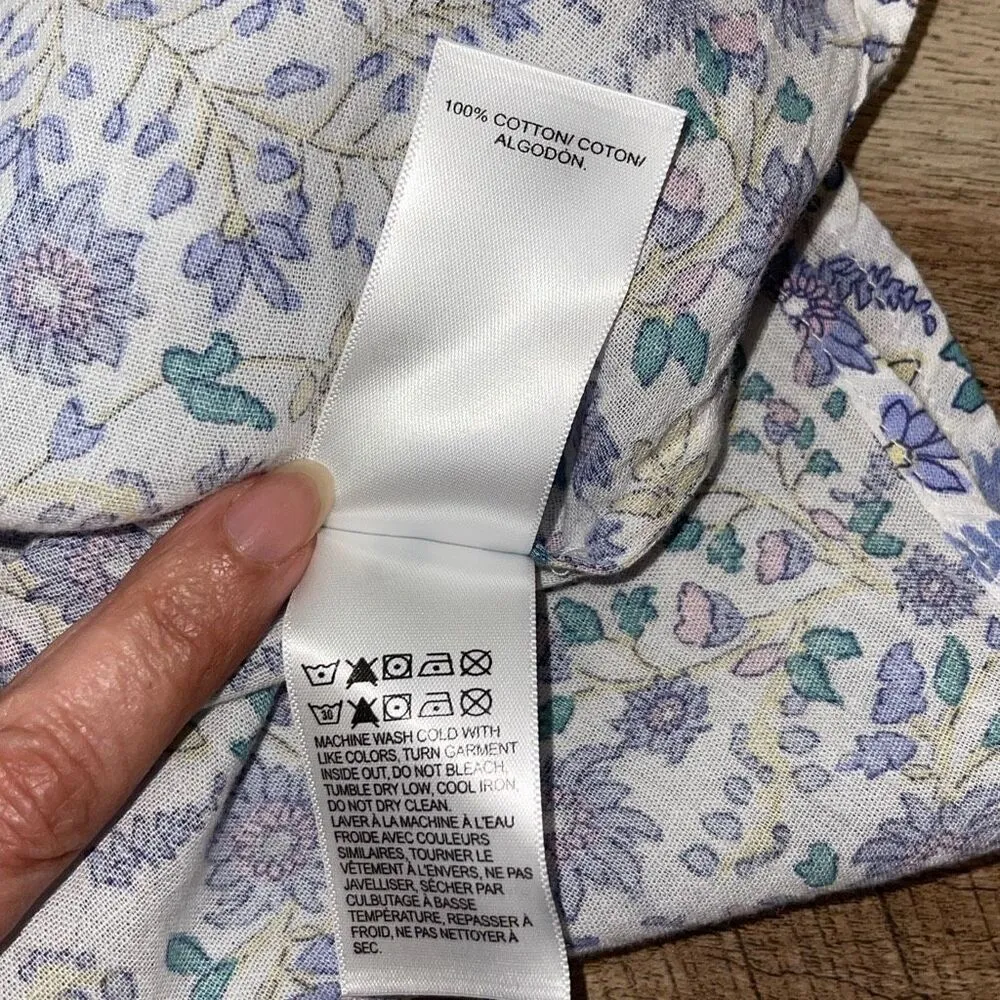 100% COTTON/ COTON/
ALGODÓN.
30
MACHINE WASH COLD WITH
LIKE COLORS, TURN GARMENT
INSIDE OUT, DO NOT BLEACH,
TUMBLE DRY LOW, COOL IRON,
DO NOT DRY CLEAN.
LAVER À LA MACHINE À L'EAU
FROIDE AVEC COULEURS
SIMILAIRES, TOURNER LE
VÊTEMENT À L'ENVERS, NE PAS
JAVELLISER, SÉCHER PAR
CULBUTAGE À BASSE
TEMPÉRATURE, REPASSER À
FROID, NE PAS NETTOYER À
SEC.